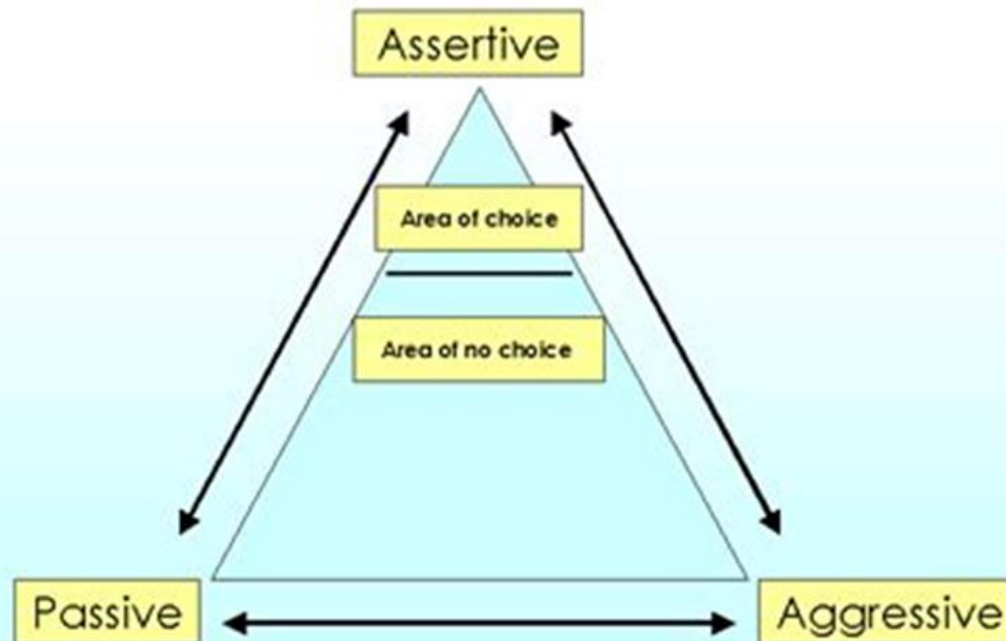 Assertive
Area of choice
Area of no choice
Passive
Aggressive